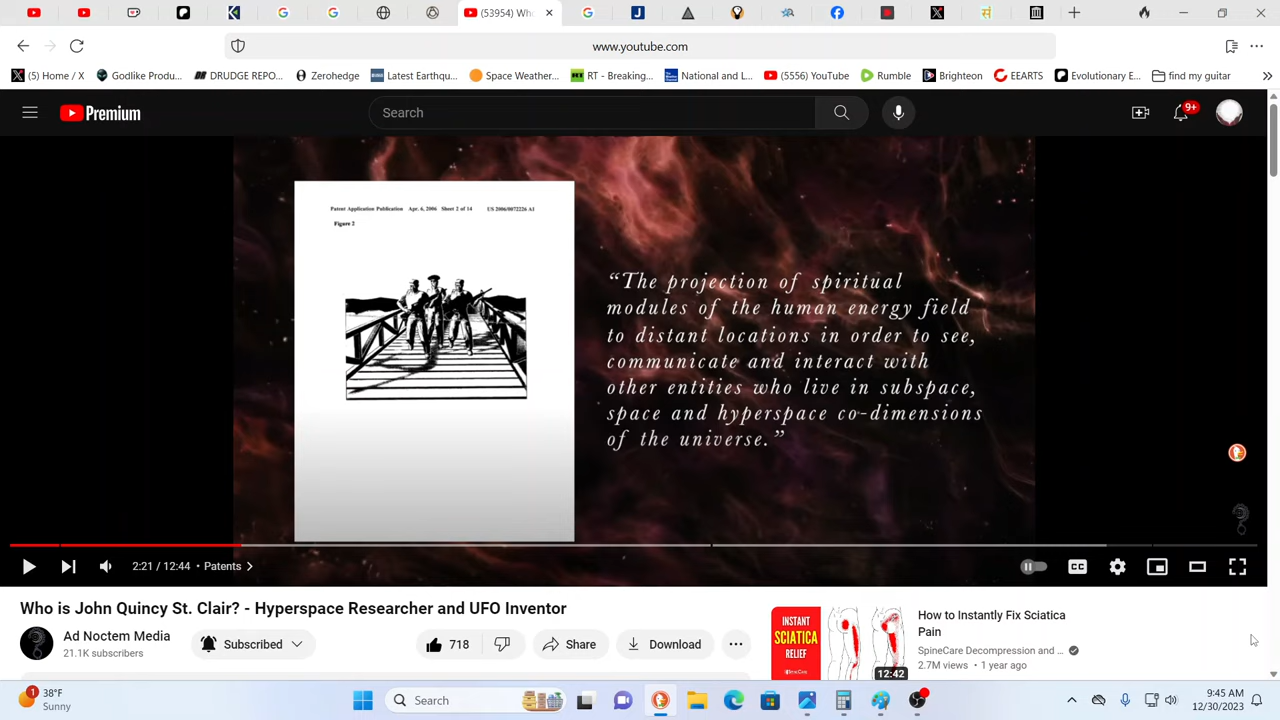 (53954) Who
www.youtube.com
(5) Home / X
Godlike Produ...
DRUDGE REPO...
Zerohedge
Latest Earthqu...
Space Weather...
RT - Breaking...
National and L...
(5556) YouTube
Rumble
Brighteon
EEARTS
Evolutionary E...
find my guitar
Premium
Search
9+
Patent Application Publication Apr. 6, 2006 Sheet 2 of 14 US 2006/0072226 A1
Figure 2
“The projection of spiritual
modules of the human energy field
to distant locations in order to see,
communicate and interact with
other entities who live in subspace,
space and hyperspace co-dimensions
of the universe.”
2:21 / 12:44 • Patents
CC
Who is John Quincy St. Clair? - Hyperspace Researcher and UFO Inventor
Ad Noctem Media
21.1K subscribers
Subscribed
718
Share
Download
INSTANT
SCIATICA
RELIEF
12:42
How to Instantly Fix Sciatica
Pain
SpineCare Decompression and ...
2.7M views • 1 year ago
1
38°F
Sunny
Search
9:45 AM
12/30/2023